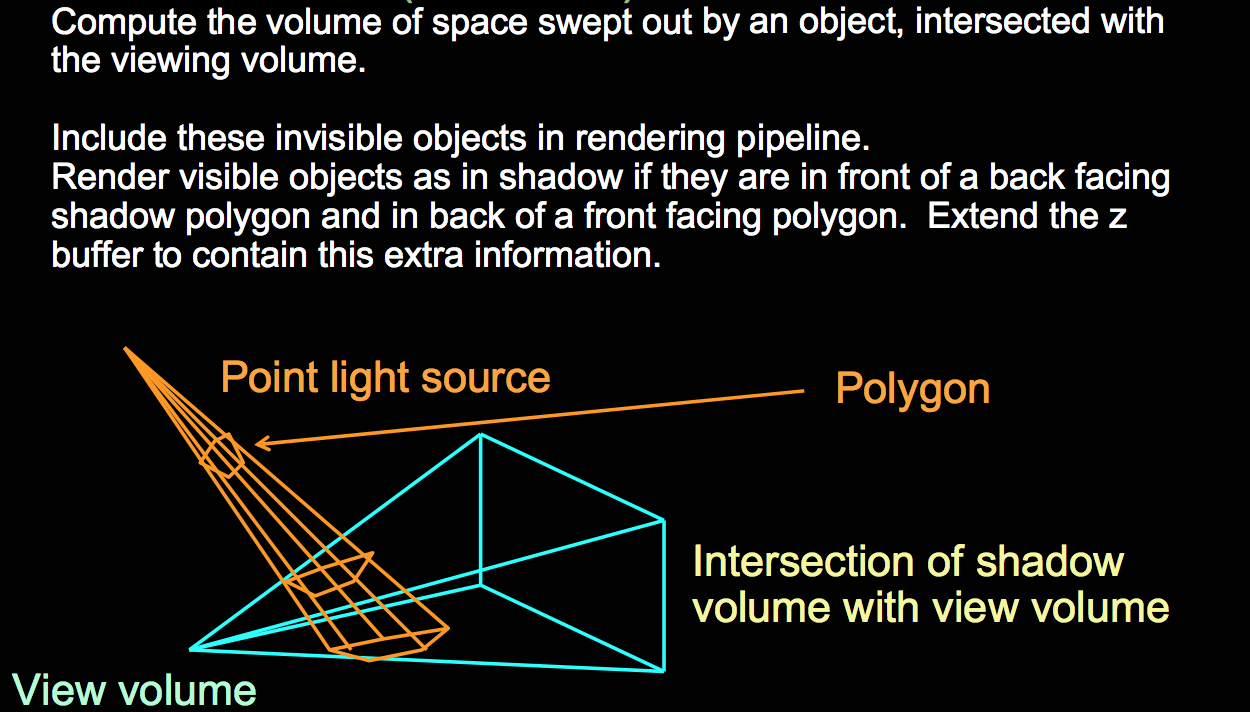 Compute the volume of space swept out by an object, intersected with
the viewing volume.
Include these invisible objects in rendering pipeline.
Render visible objects as in shadow if they are in front of a back facing
shadow polygon and in back of a front facing polygon.  Extend the z
buffer to contain this extra information.
Point light source
Polygon
Intersection of shadow
volume with view volume
View volume